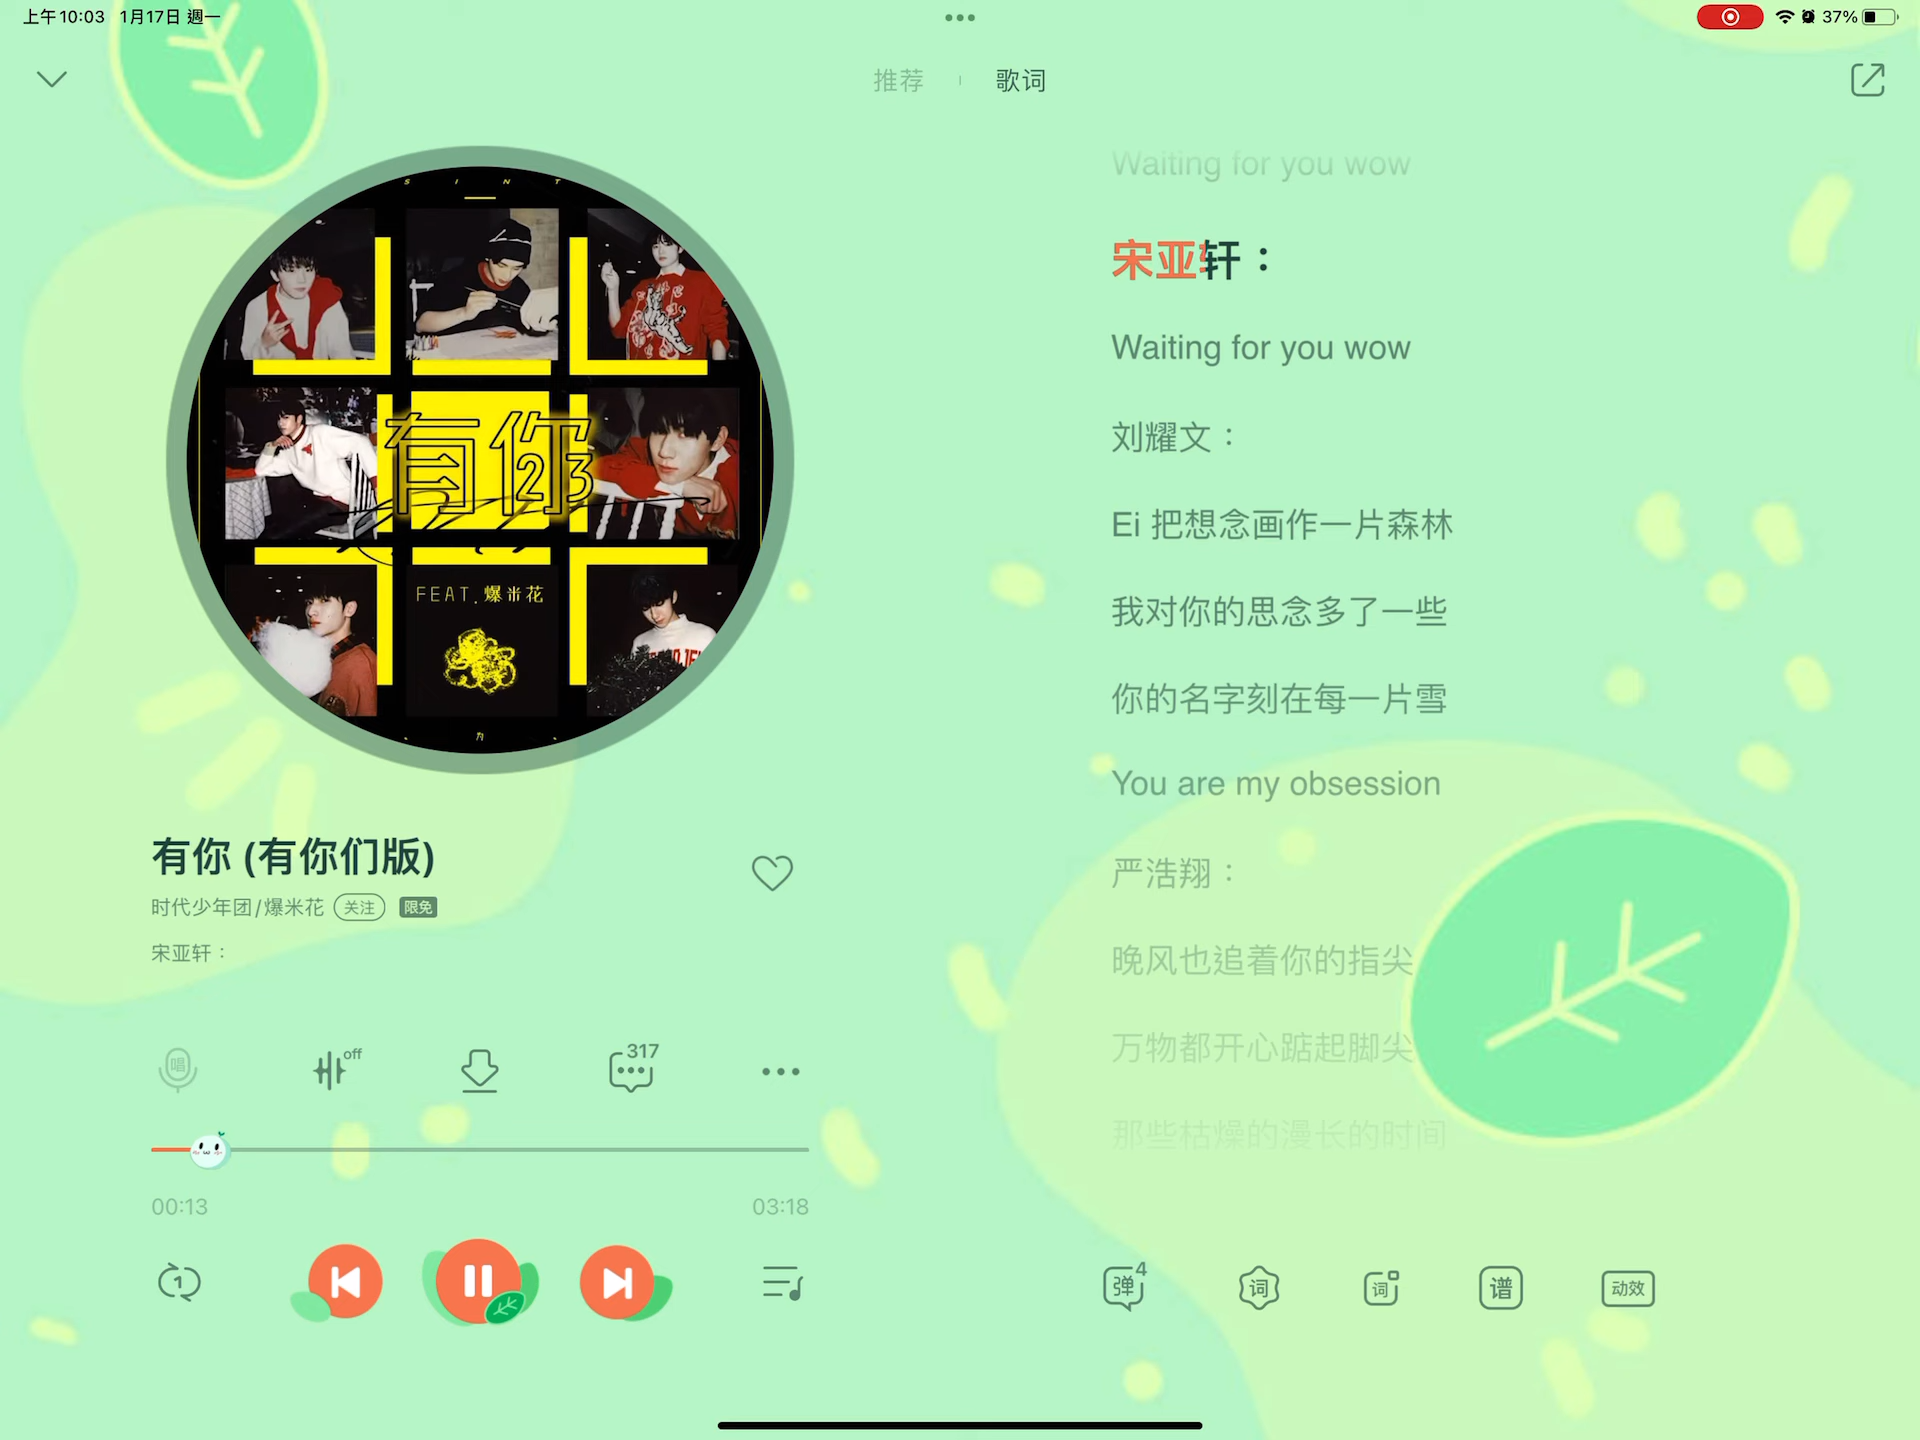 上午10:03 1月17日 週一
37%
推荐
歌词
S I N T
有你
23
FEAT.爆米花
有你 (有你们版)
时代少年团/爆米花 关注 限免
宋亚轩：
唱
off
317
00:13
03:18
1
Waiting for you wow
宋亚轩：
Waiting for you wow
刘耀文：
Ei 把想念画作一片森林
我对你的思念多了一些
你的名字刻在每一片雪
You are my obsession
严浩翔：
晚风也追着你的指尖
万物都开心踮起脚尖
那些枯燥的漫长的时间
弹 4
词
词
谱
动效